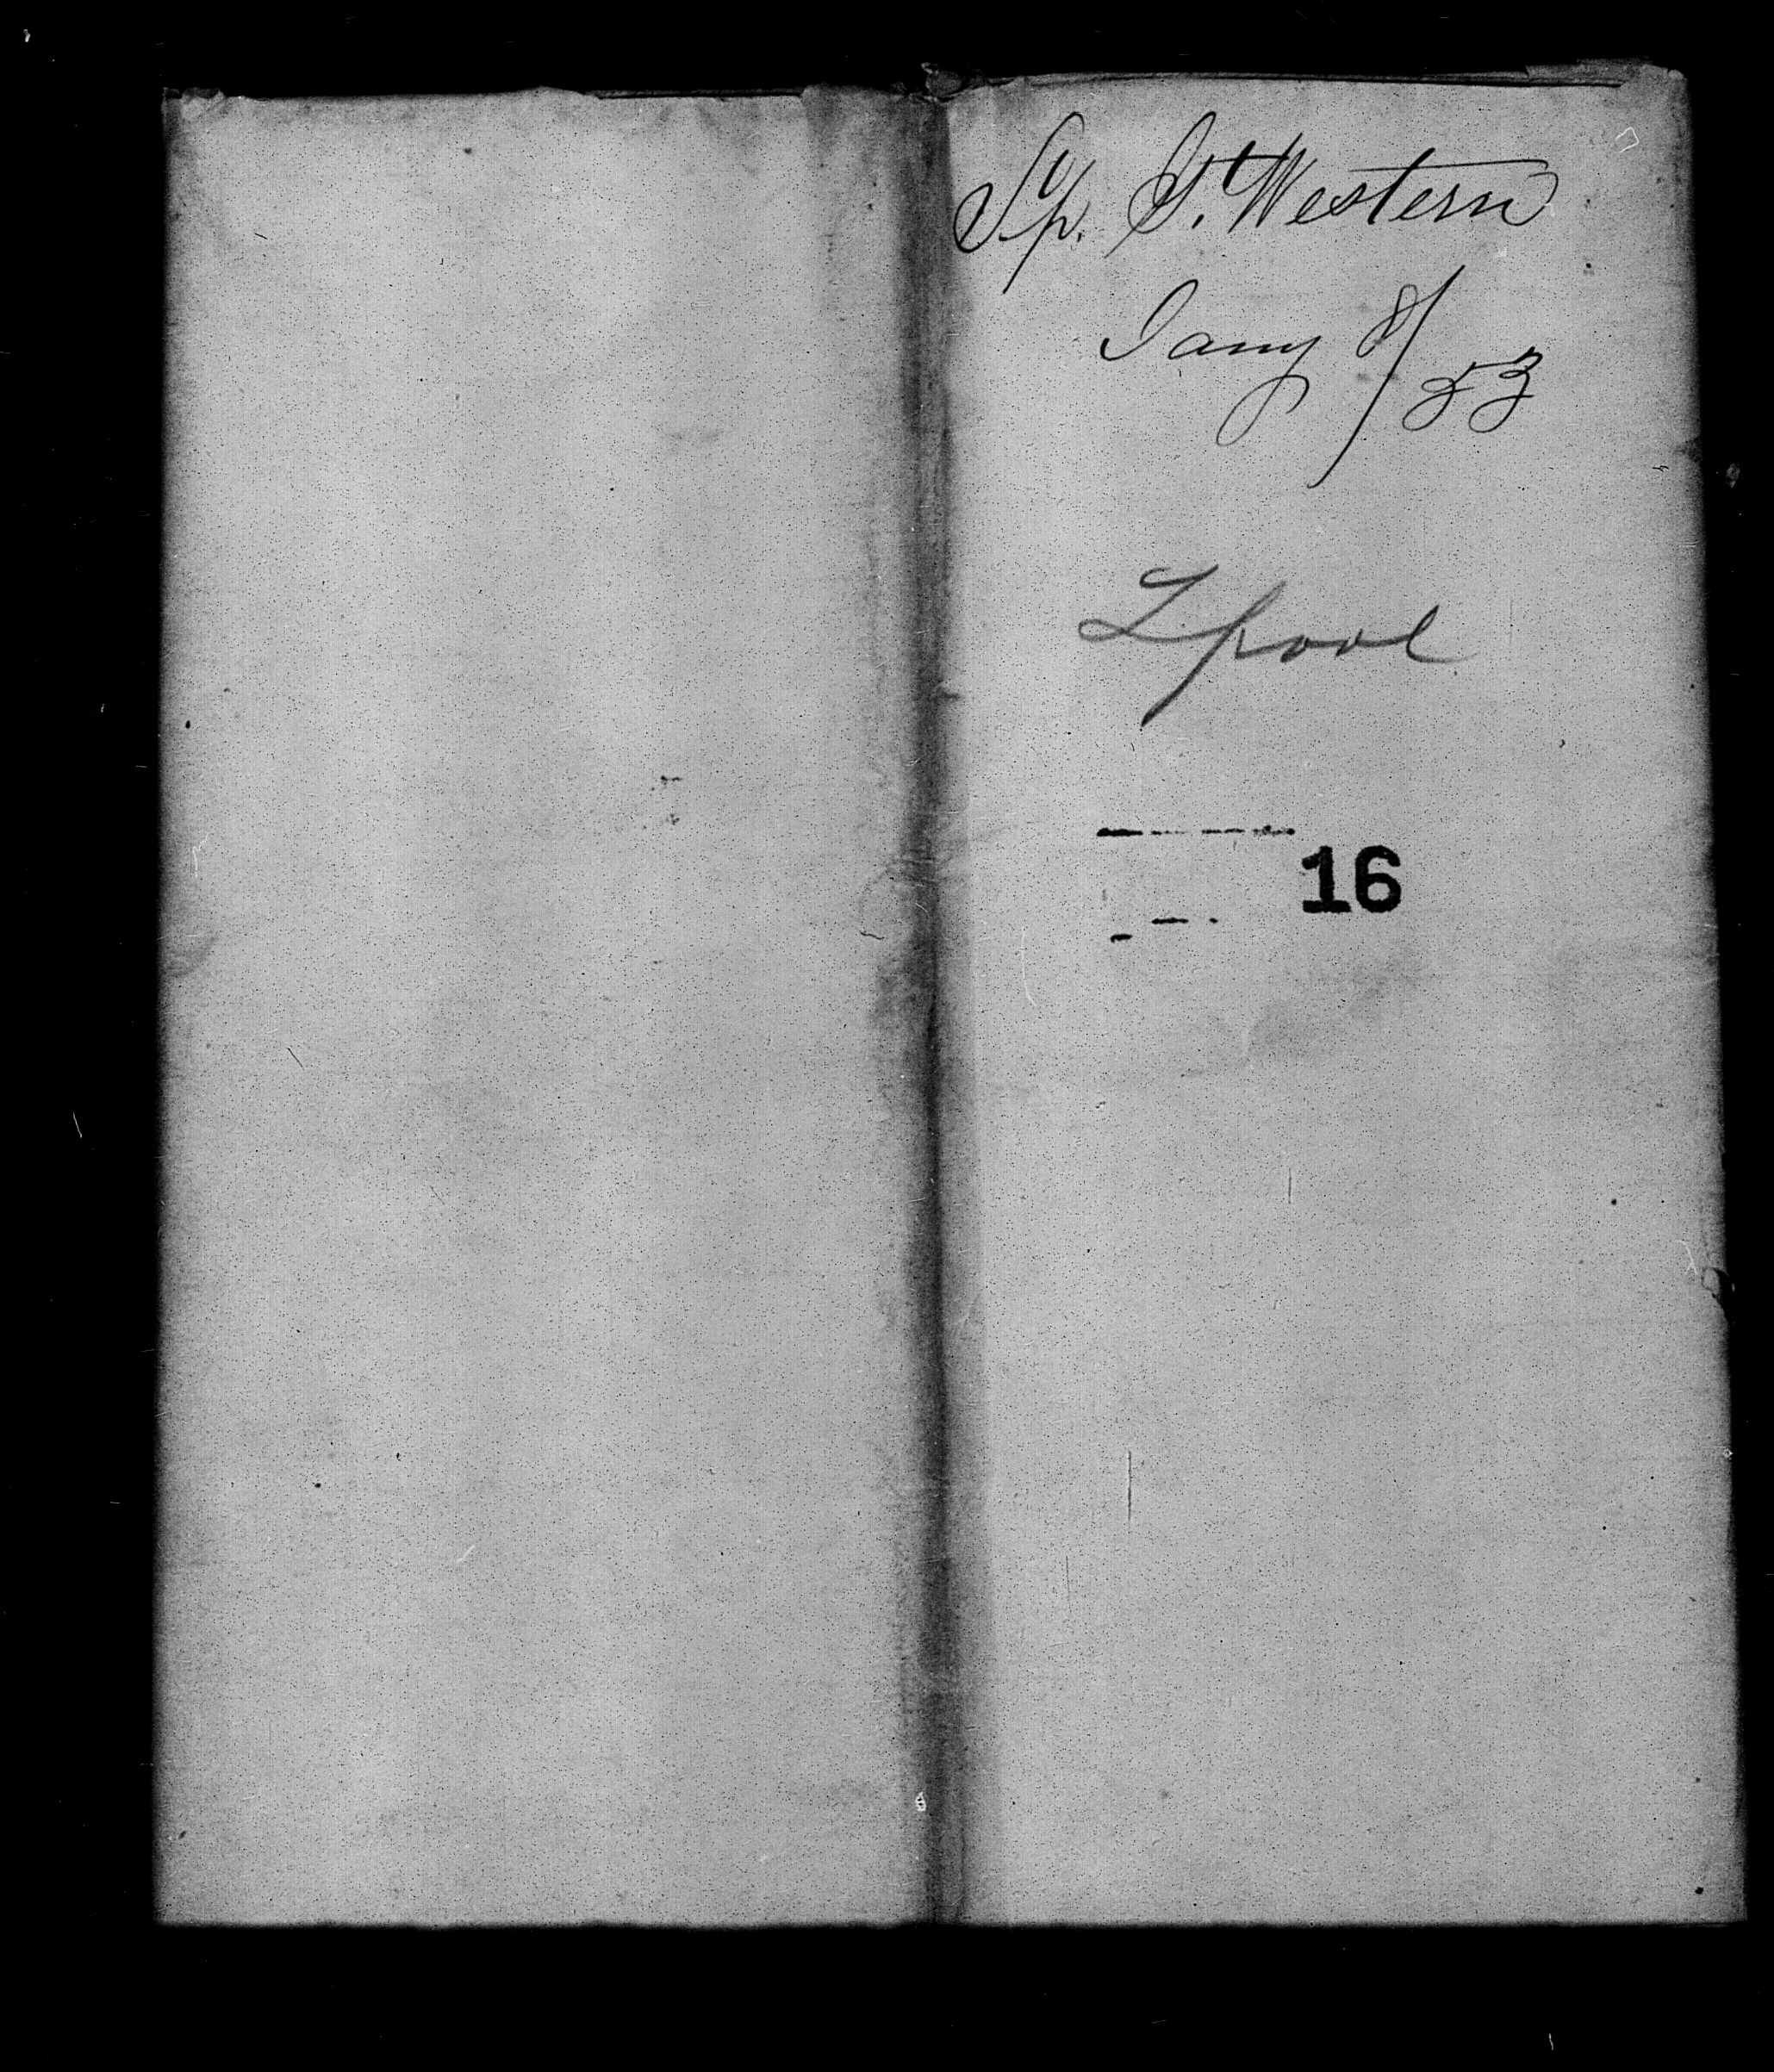 Sp. G. Western
Jany 8/53
Lpool
16